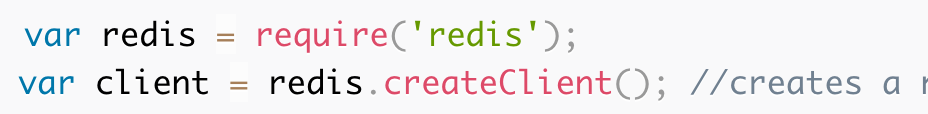 var redis = require('redis');
var client = redis.createClient(); //creates a